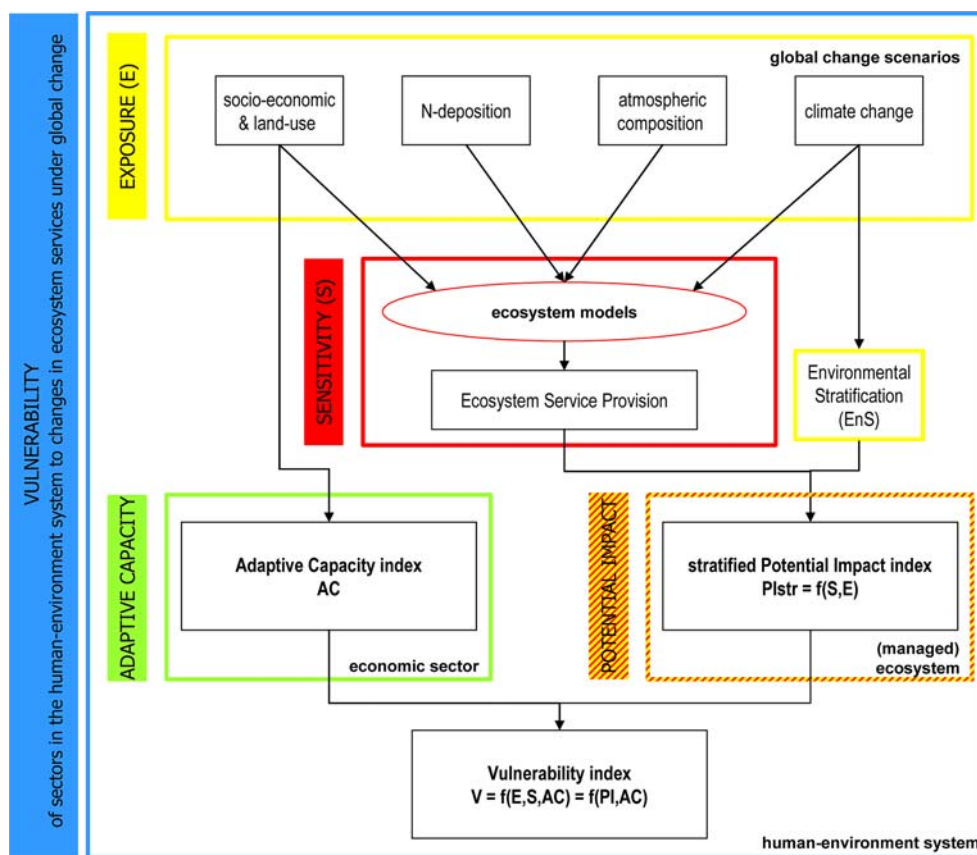 VULNERABILITY
of sectors in the human-environment system to changes in ecosystem services under global change
EXPOSURE (E)
global change scenarios
socio-economic
& land-use
N-deposition
atmospheric
composition
climate change
SENSITIVITY (S)
ecosystem models
Ecosystem Service Provision
Environmental
Stratification
(EnS)
ADAPTIVE CAPACITY
Adaptive Capacity index
AC
economic sector
POTENTIAL IMPACT
stratified Potential Impact index
PIstr = f(S,E)
(managed)
ecosystem
Vulnerability index
V = f(E,S,AC) = f(PI,AC)
human-environment system